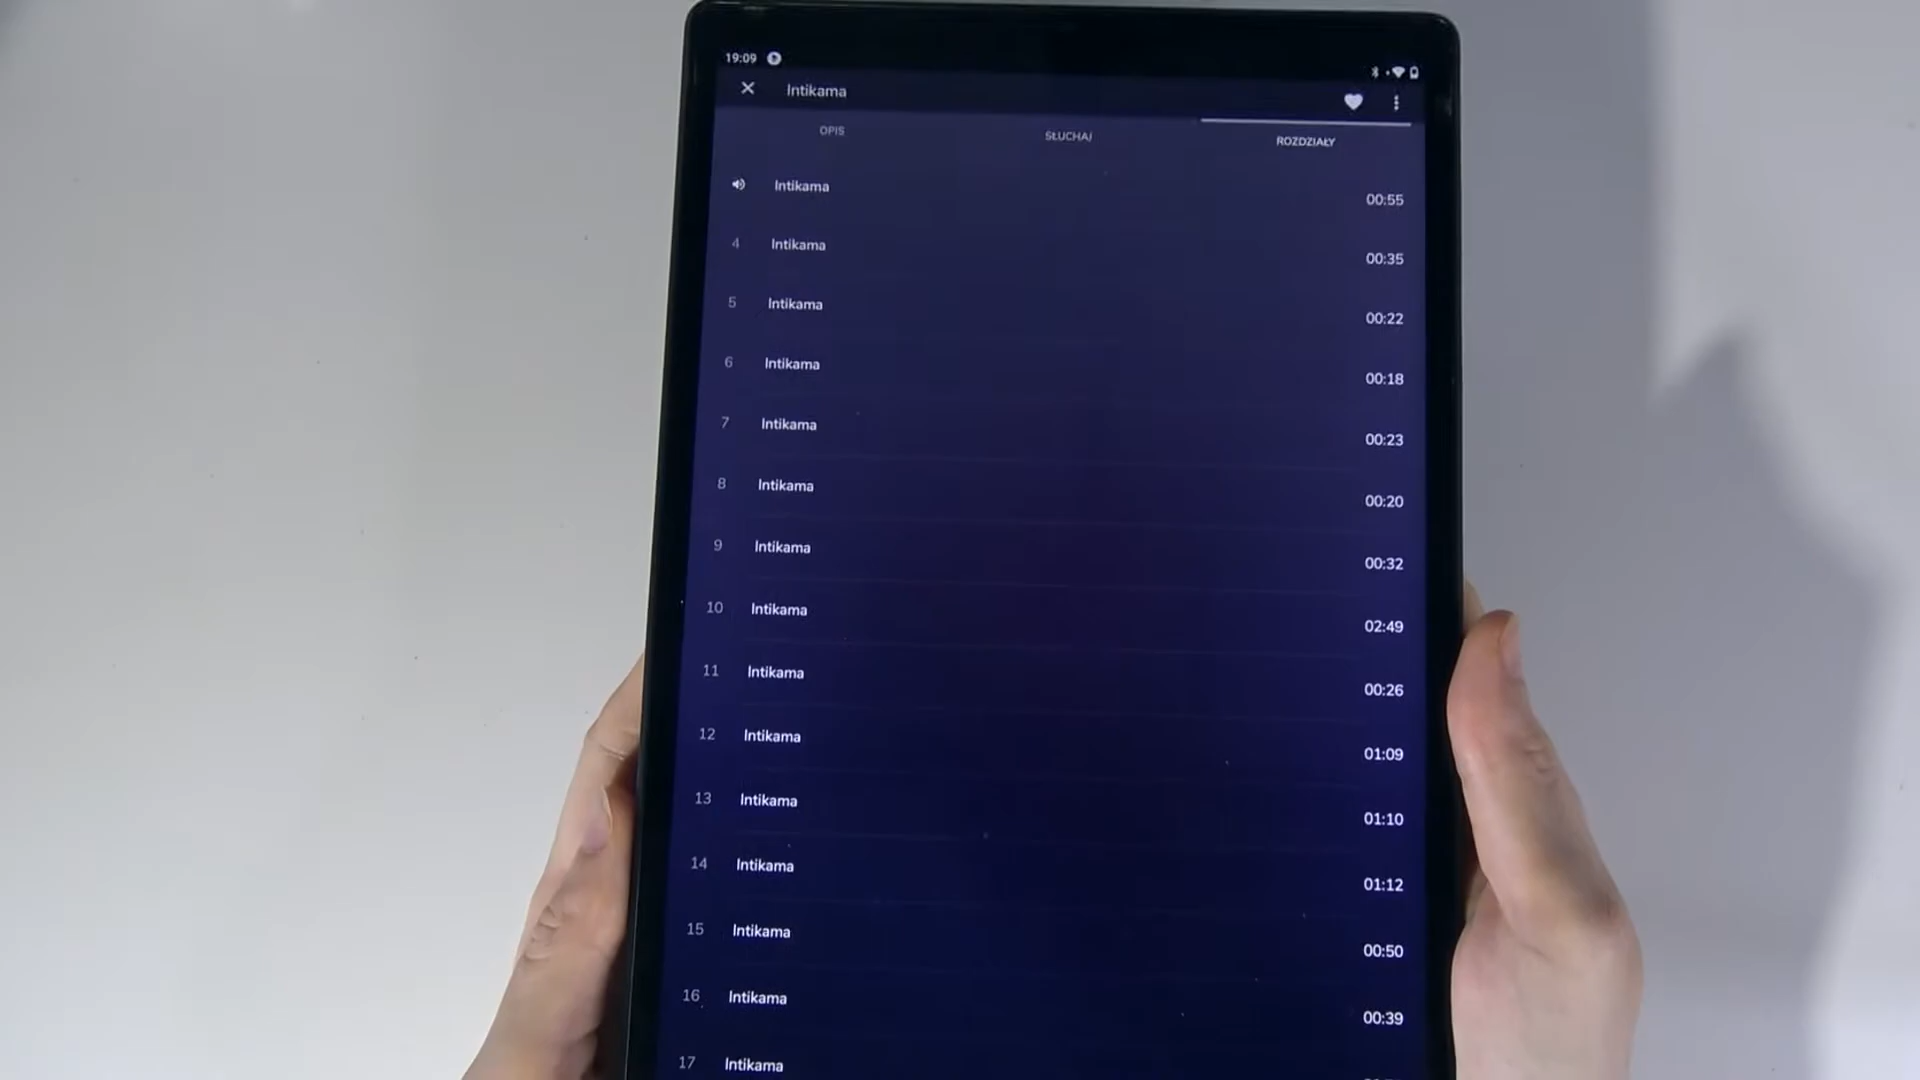 19:09
Intikama
OPIS SŁUCHAJ ROZDZIAŁY
Intikama 00:55
4 Intikama 00:35
5 Intikama 00:22
6 Intikama 00:18
7 Intikama 00:23
8 Intikama 00:20
9 Intikama 00:32
10 Intikama 02:49
11 Intikama 00:26
12 Intikama 01:09
13 Intikama 01:10
14 Intikama 01:12
15 Intikama 00:50
16 Intikama 00:39
17 Intikama